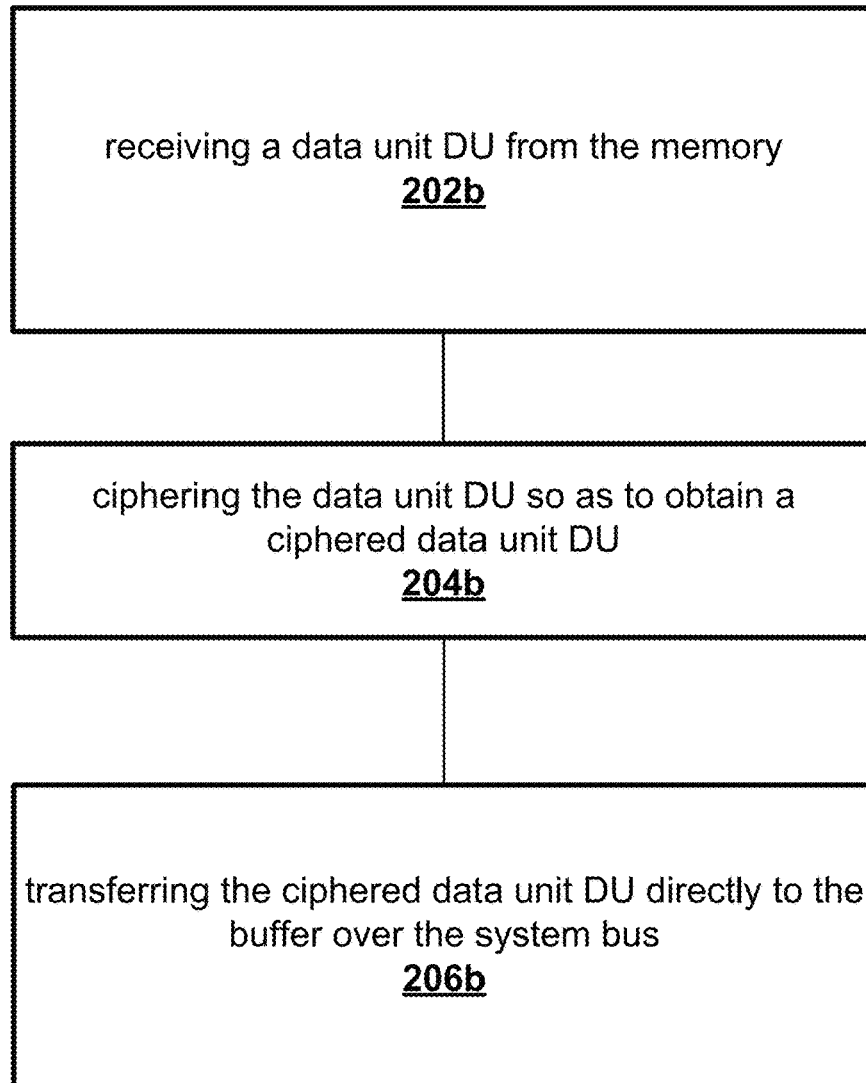 receiving a data unit DU from the memory
202b
ciphering the data unit DU so as to obtain a
ciphered data unit DU
204b
transferring the ciphered data unit DU directly to the
buffer over the system bus
206b